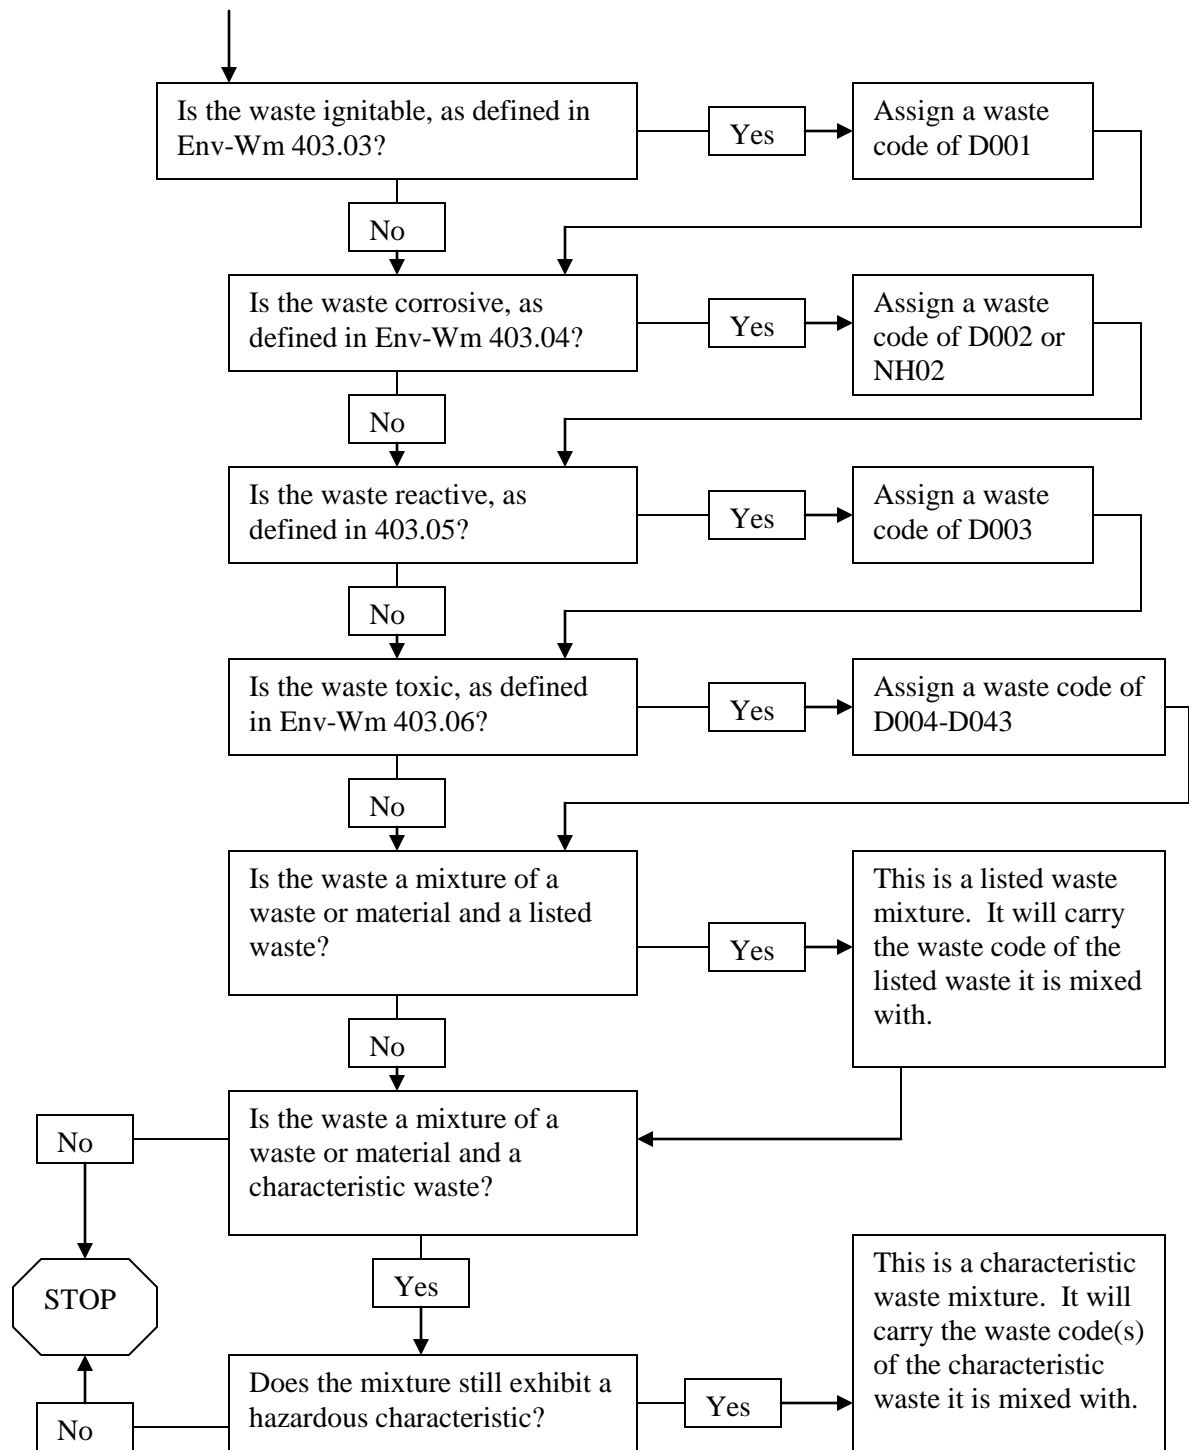 Is the waste ignitable, as defined in
Env-Wm 403.03?
Yes
Assign a waste
code of D001
No
Is the waste corrosive, as
defined in Env-Wm 403.04?
Yes
Assign a waste
code of D002 or
NH02
No
Is the waste reactive, as
defined in 403.05?
Yes
Assign a waste
code of D003
No
Is the waste toxic, as defined
in Env-Wm 403.06?
Yes
Assign a waste code of
D004-D043
No
Is the waste a mixture of a
waste or material and a listed
waste?
Yes
This is a listed waste
mixture.  It will carry
the waste code of the
listed waste it is mixed
with.
No
Is the waste a mixture of a
waste or material and a
characteristic waste?
No
STOP
Yes
Does the mixture still exhibit a
hazardous characteristic?
No
Yes
This is a characteristic
waste mixture.  It will
carry the waste code(s)
of the characteristic
waste it is mixed with.